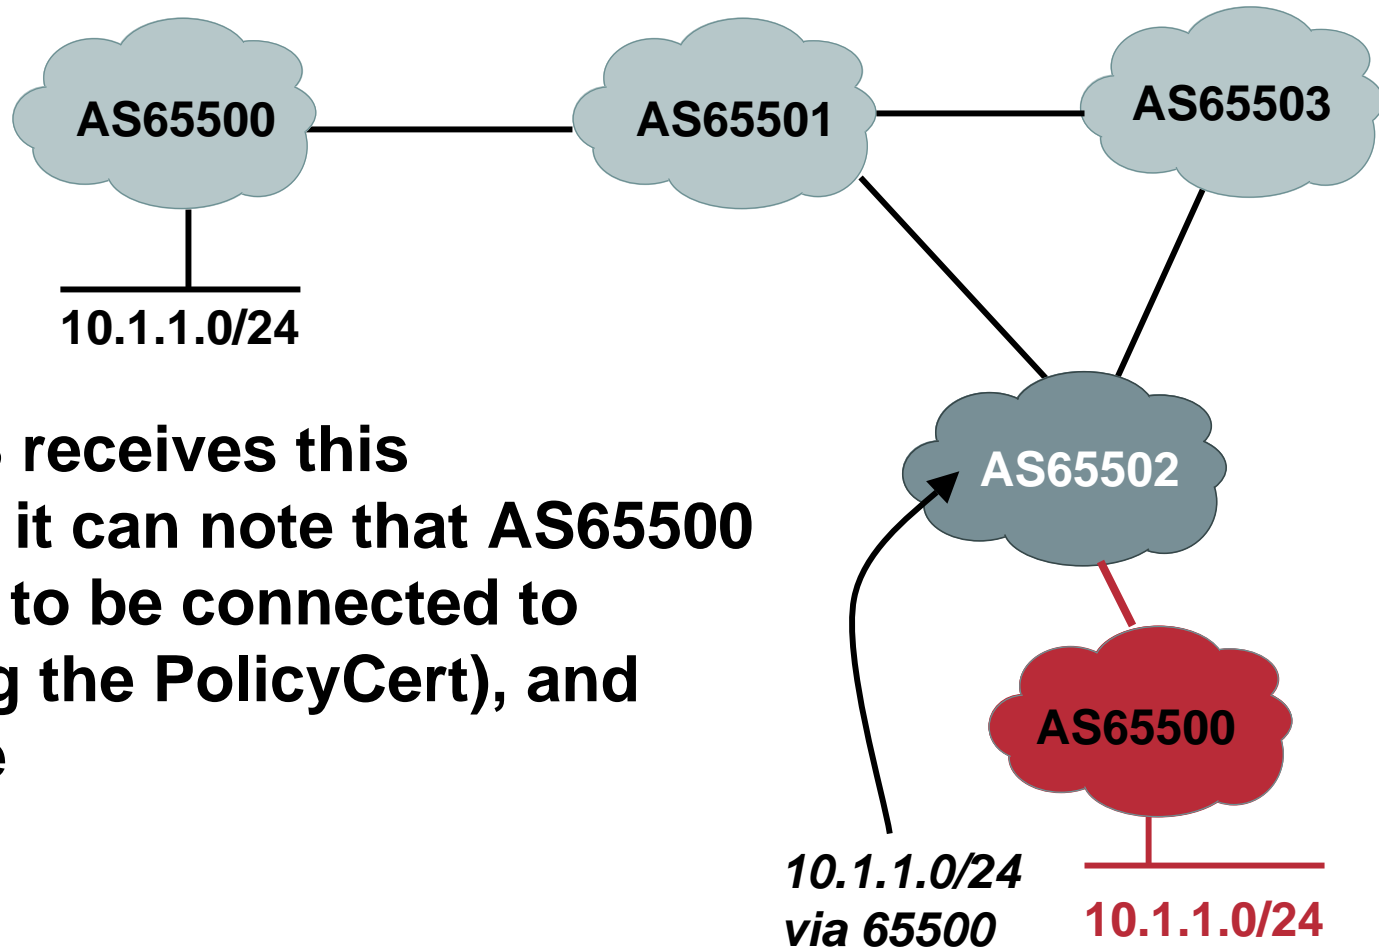 AS65500
AS65501
AS65503
10.1.1.0/24
receives this
it can note that AS65500
to be connected to
the PolicyCert), and
AS65502
AS65500
10.1.1.0/24
via 65500
10.1.1.0/24